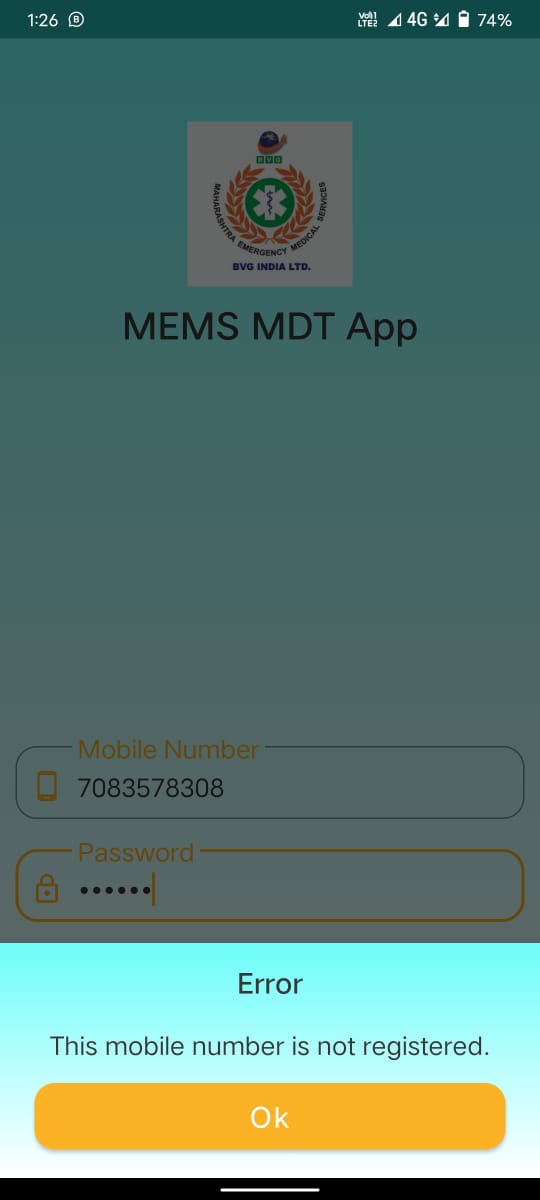 1:26
Vo)) 1
LTE2
4G
74%
BVG
MAHARASHTRA EMERGENCY MEDICAL SERVICES
BVG INDIA LTD.
MEMS MDT App
Mobile Number
7083578308
Password
••••••
Error
This mobile number is not registered.
Ok